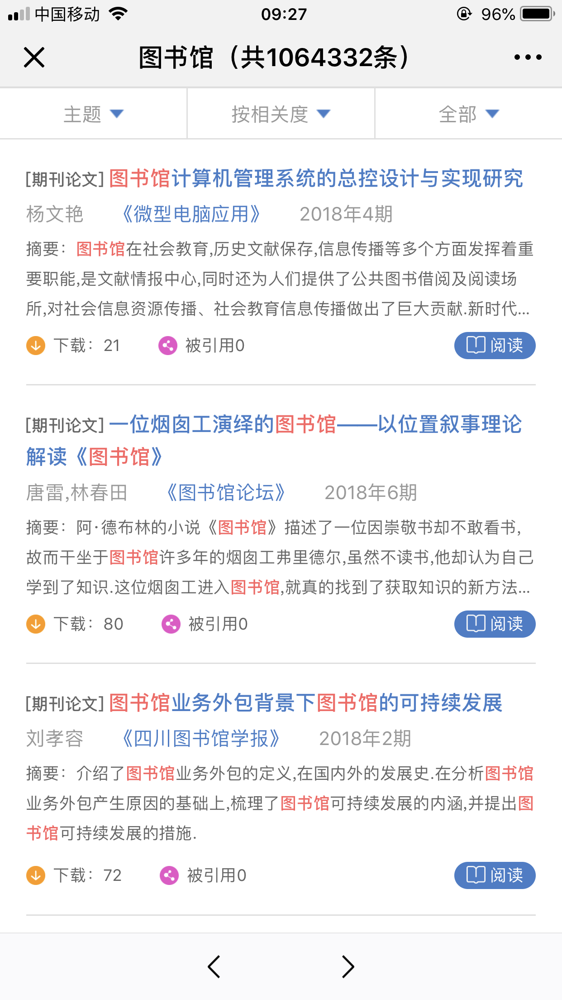 中国移动 09:27 96%
图书馆（共1064332条）
主题 按相关度 全部
[期刊论文] 图书馆计算机管理系统的总控设计与实现研究
杨文艳 《微型电脑应用》 2018年4期
摘要：图书馆在社会教育,历史文献保存,信息传播等多个方面发挥着重
要职能,是文献情报中心,同时还为人们提供了公共图书借阅及阅读场
所,对社会信息资源传播、社会教育信息传播做出了巨大贡献.新时代...
下载：21 被引用0 阅读
[期刊论文] 一位烟囱工演绎的图书馆——以位置叙事理论
解读《图书馆》
唐雷,林春田 《图书馆论坛》 2018年6期
摘要：阿·德布林的小说《图书馆》描述了一位因崇敬书却不敢看书,
故而干坐于图书馆许多年的烟囱工弗里德尔,虽然不读书,他却认为自己
学到了知识.这位烟囱工进入图书馆,就真的找到了获取知识的新方法...
下载：80 被引用0 阅读
[期刊论文] 图书馆业务外包背景下图书馆的可持续发展
刘孝容 《四川图书馆学报》 2018年2期
摘要：介绍了图书馆业务外包的定义,在国内外的发展史.在分析图书馆
业务外包产生原因的基础上,梳理了图书馆可持续发展的内涵,并提出图
书馆可持续发展的措施.
下载：72 被引用0 阅读